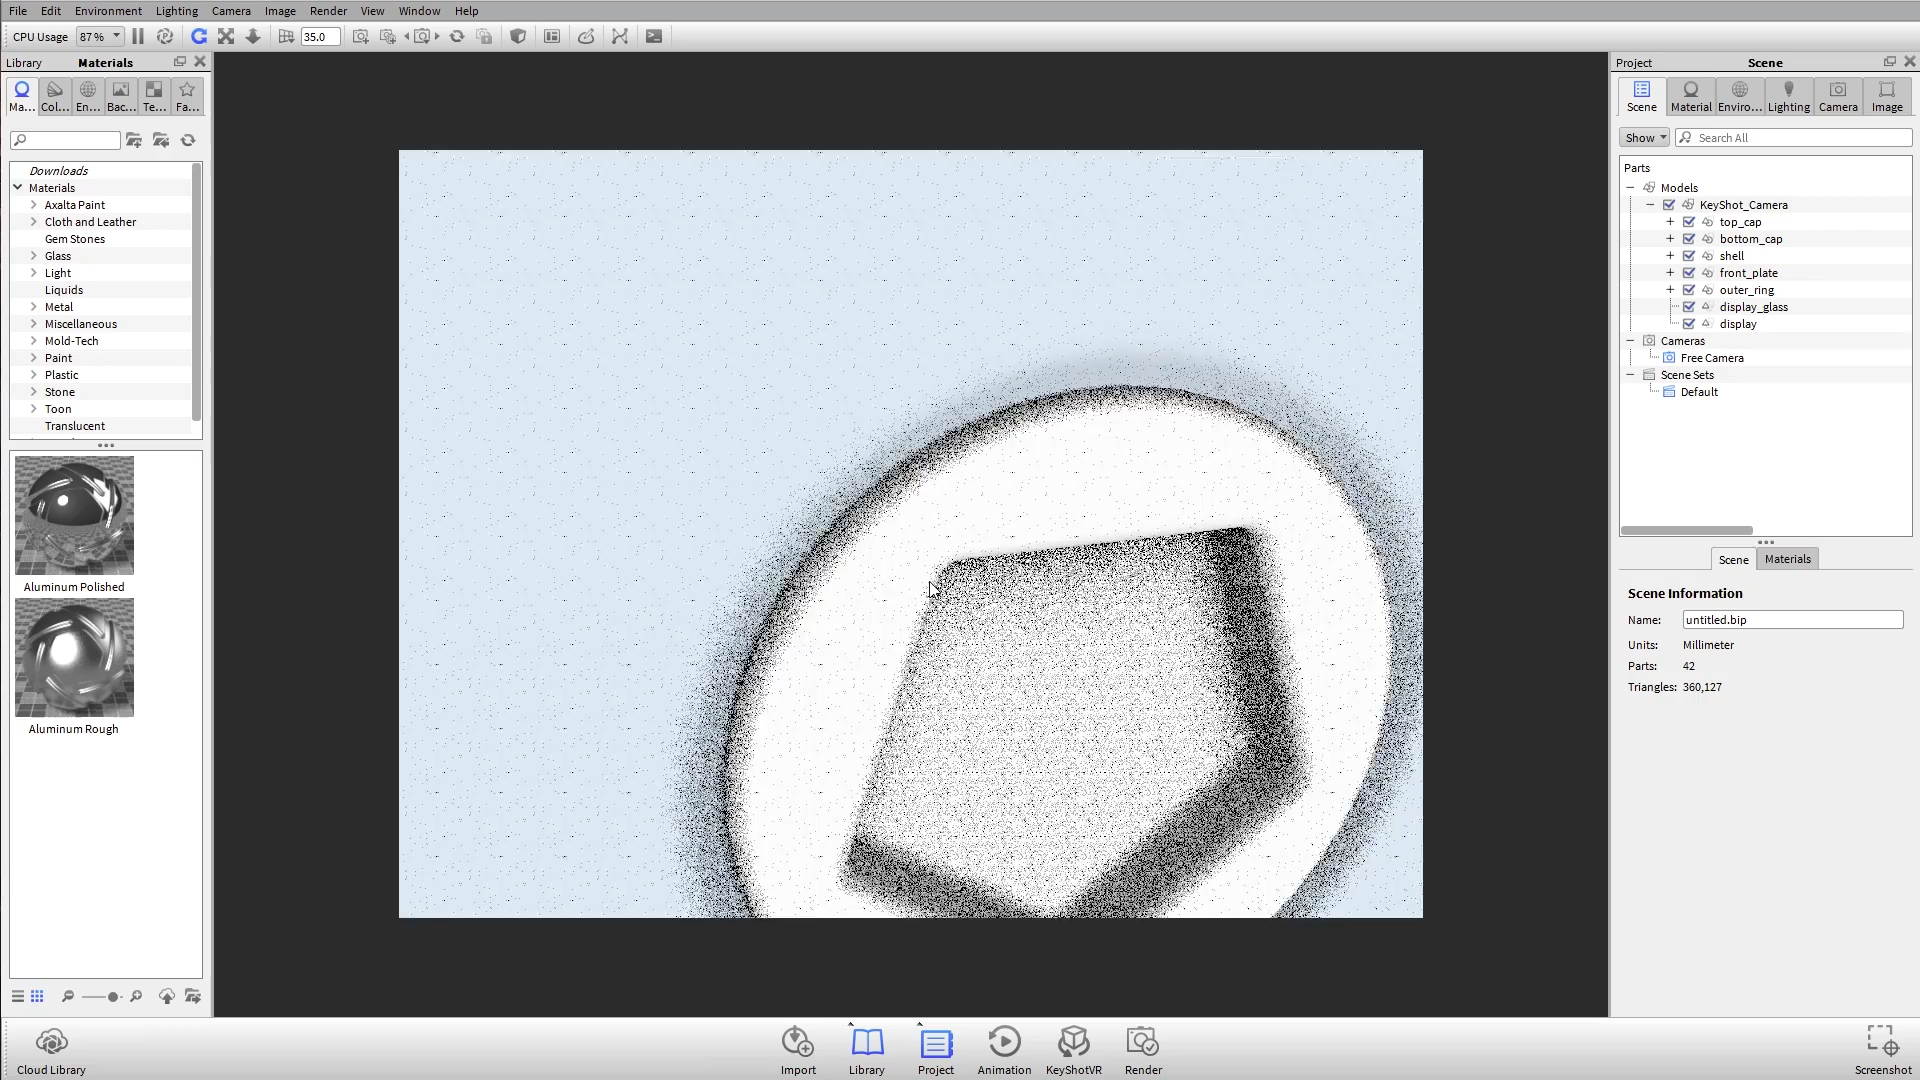 File Edit Environment Lighting Camera Image Render View Window Help
CPU Usage 87 % 35.0
Library Materials
Ma... Col... En... Bac... Te... Fa...
Downloads
Materials
Axalta Paint
Cloth and Leather
Gem Stones
Glass
Light
Liquids
Metal
Miscellaneous
Mold-Tech
Paint
Plastic
Stone
Toon
Translucent
Aluminum Polished
Aluminum Rough
Project Scene
Scene Material Enviro... Lighting Camera Image
Show Search All
Parts
Models
KeyShot_Camera
top_cap
bottom_cap
shell
front_plate
outer_ring
display_glass
display
Cameras
Free Camera
Scene Sets
Default
Scene Materials
Scene Information
Name: untitled.bip
Units: Millimeter
Parts: 42
Triangles: 360,127
Cloud Library Import Library Project Animation KeyShotVR Render Screenshot